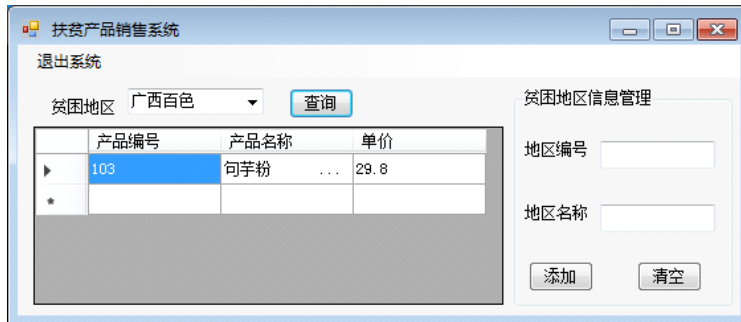 扶贫产品销售系统
退出系统
贫困地区 广西百色 查询
产品编号 产品名称 单价
103 句芋粉 ... 29.8
*
贫困地区信息管理
地区编号
地区名称
添加 清空